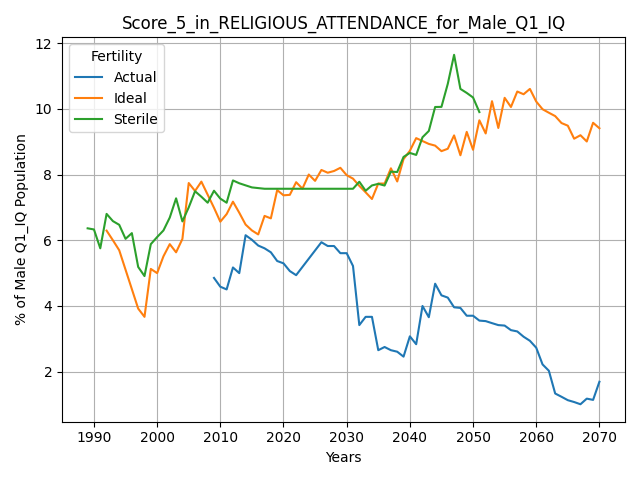 Score_5_in_RELIGIOUS_ATTENDANCE_for_Male_Q1_IQ
Fertility
Actual
Ideal
Sterile
% of Male Q1_IQ Population
12
10
8
6
4
2
1990 2000 2010 2020 2030 2040 2050 2060 2070
Years